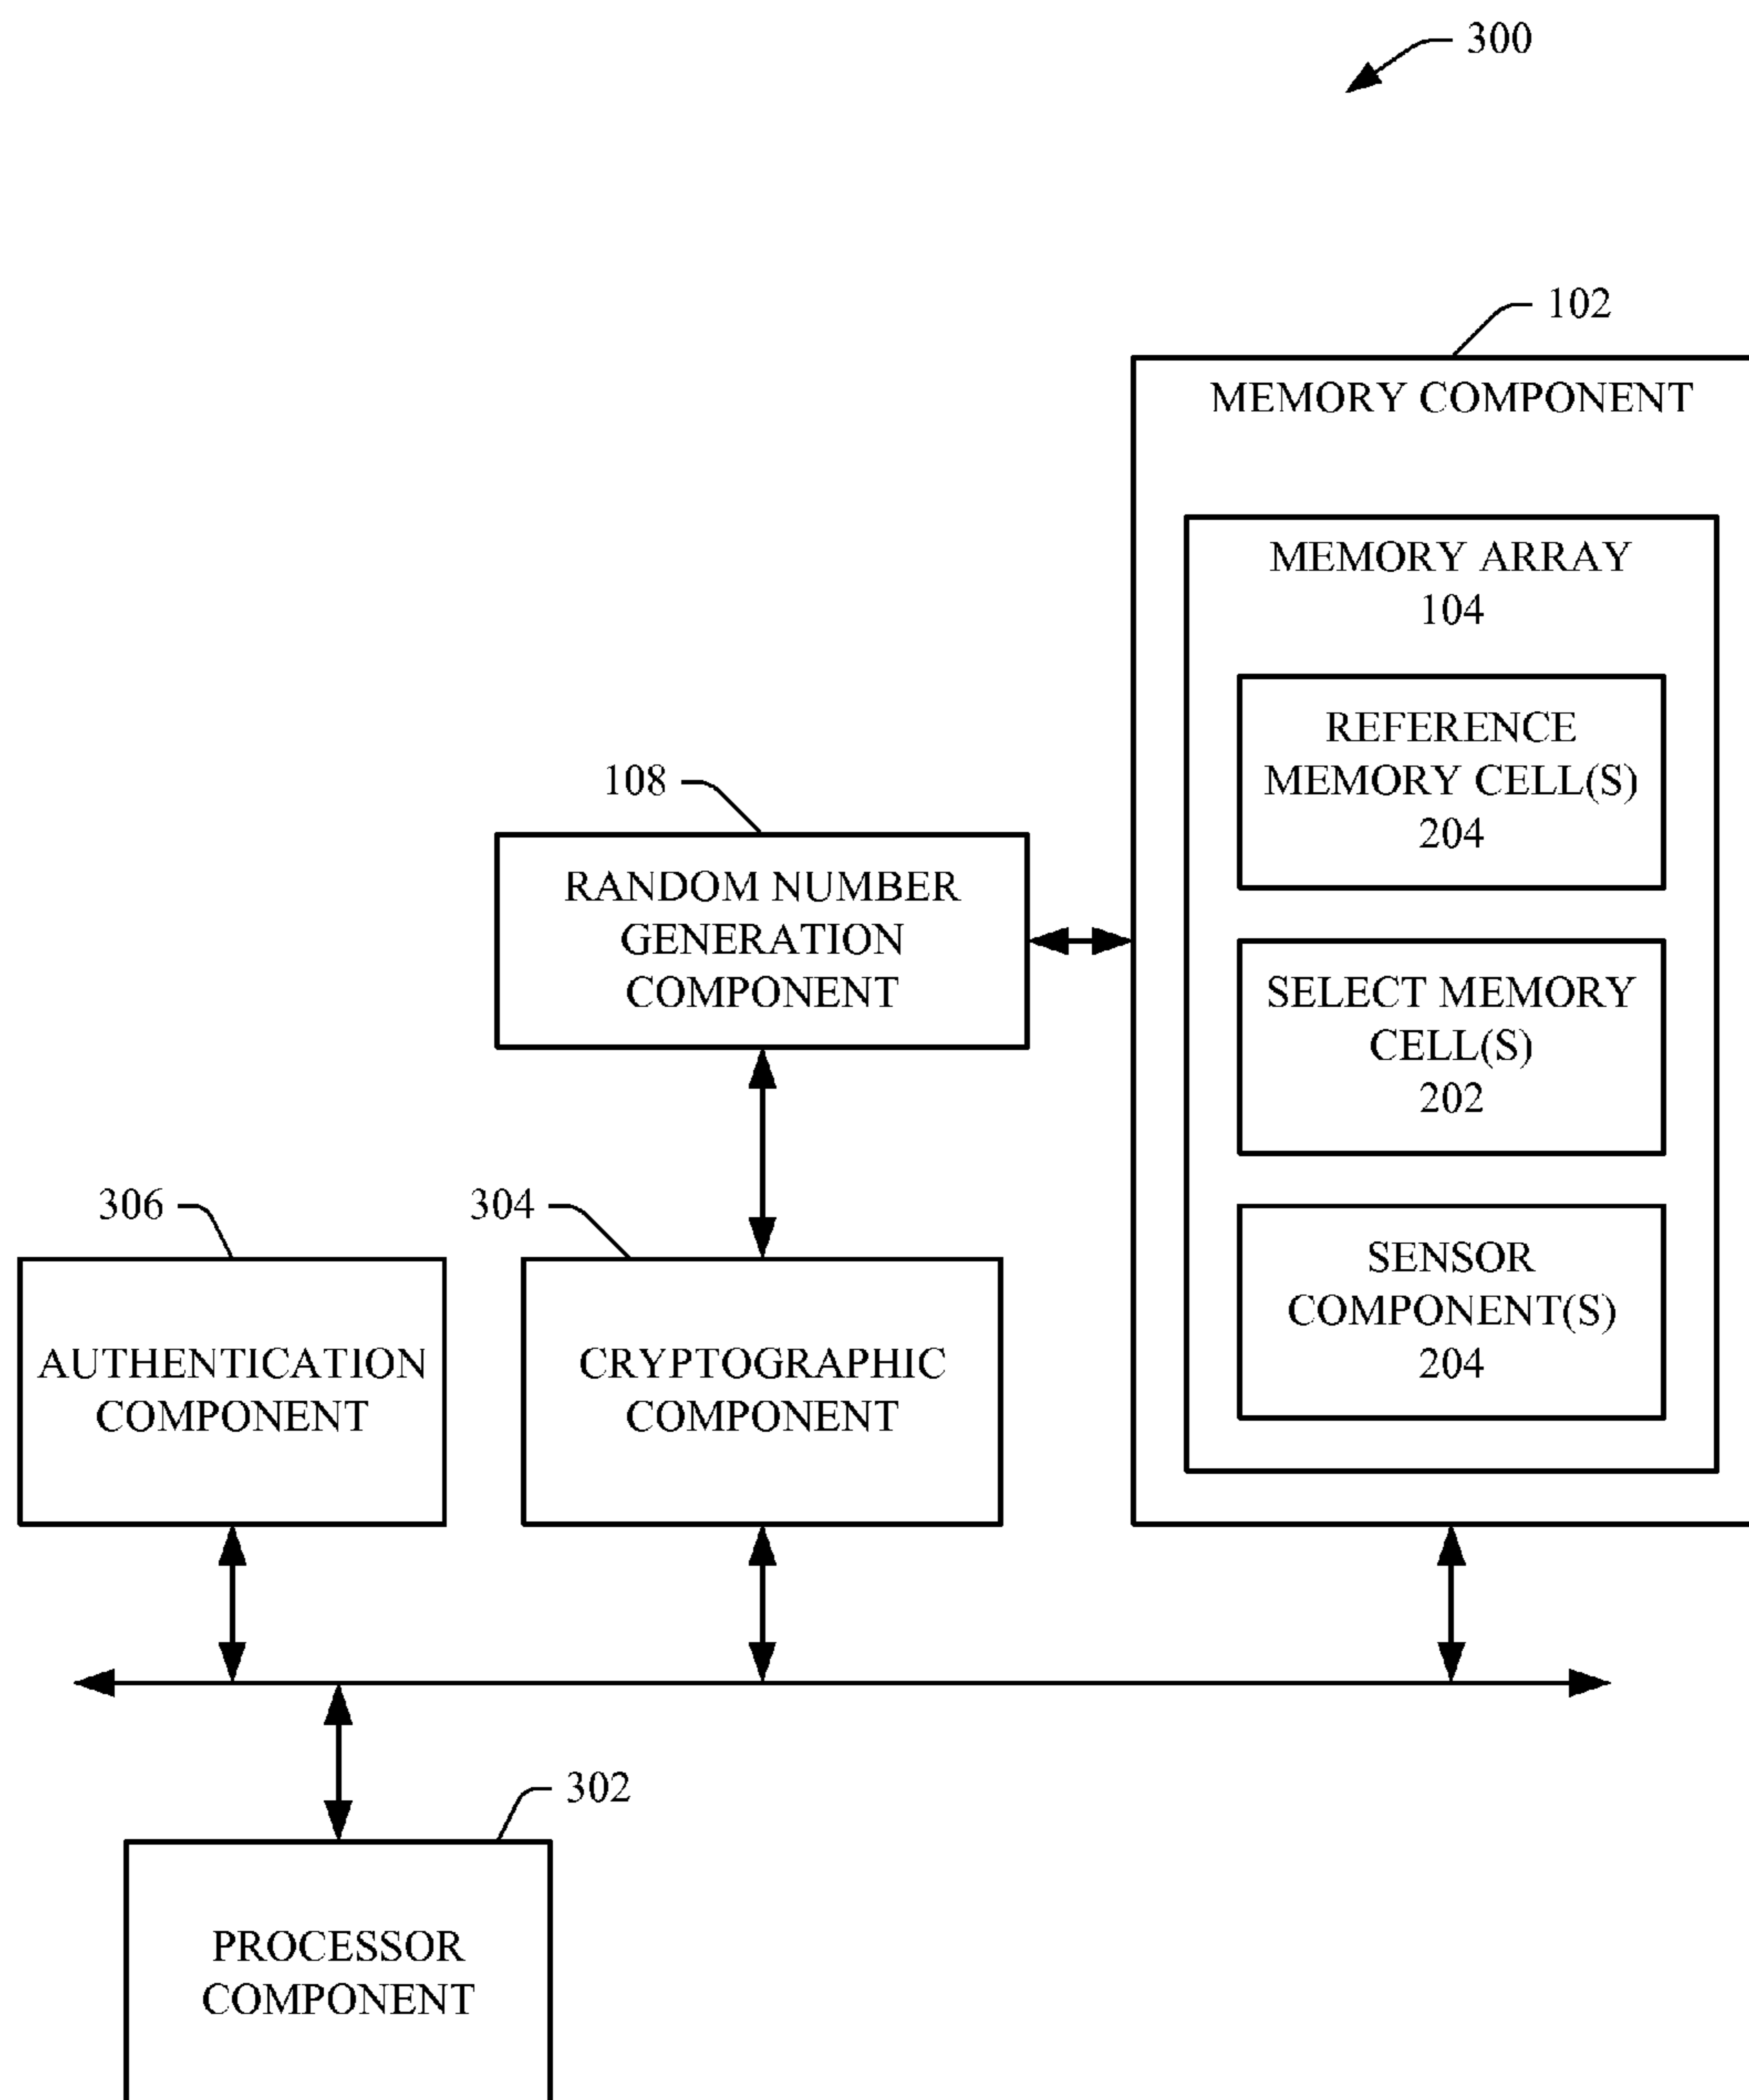 300
102
MEMORY COMPONENT
MEMORY ARRAY
104
REFERENCE
MEMORY CELL(S)
204
108
RANDOM NUMBER
GENERATION
COMPONENT
SELECT MEMORY
CELL(S)
202
306
304
SENSOR
COMPONENT(S)
204
AUTHENTICATION
COMPONENT
CRYPTOGRAPHIC
COMPONENT
302
PROCESSOR
COMPONENT